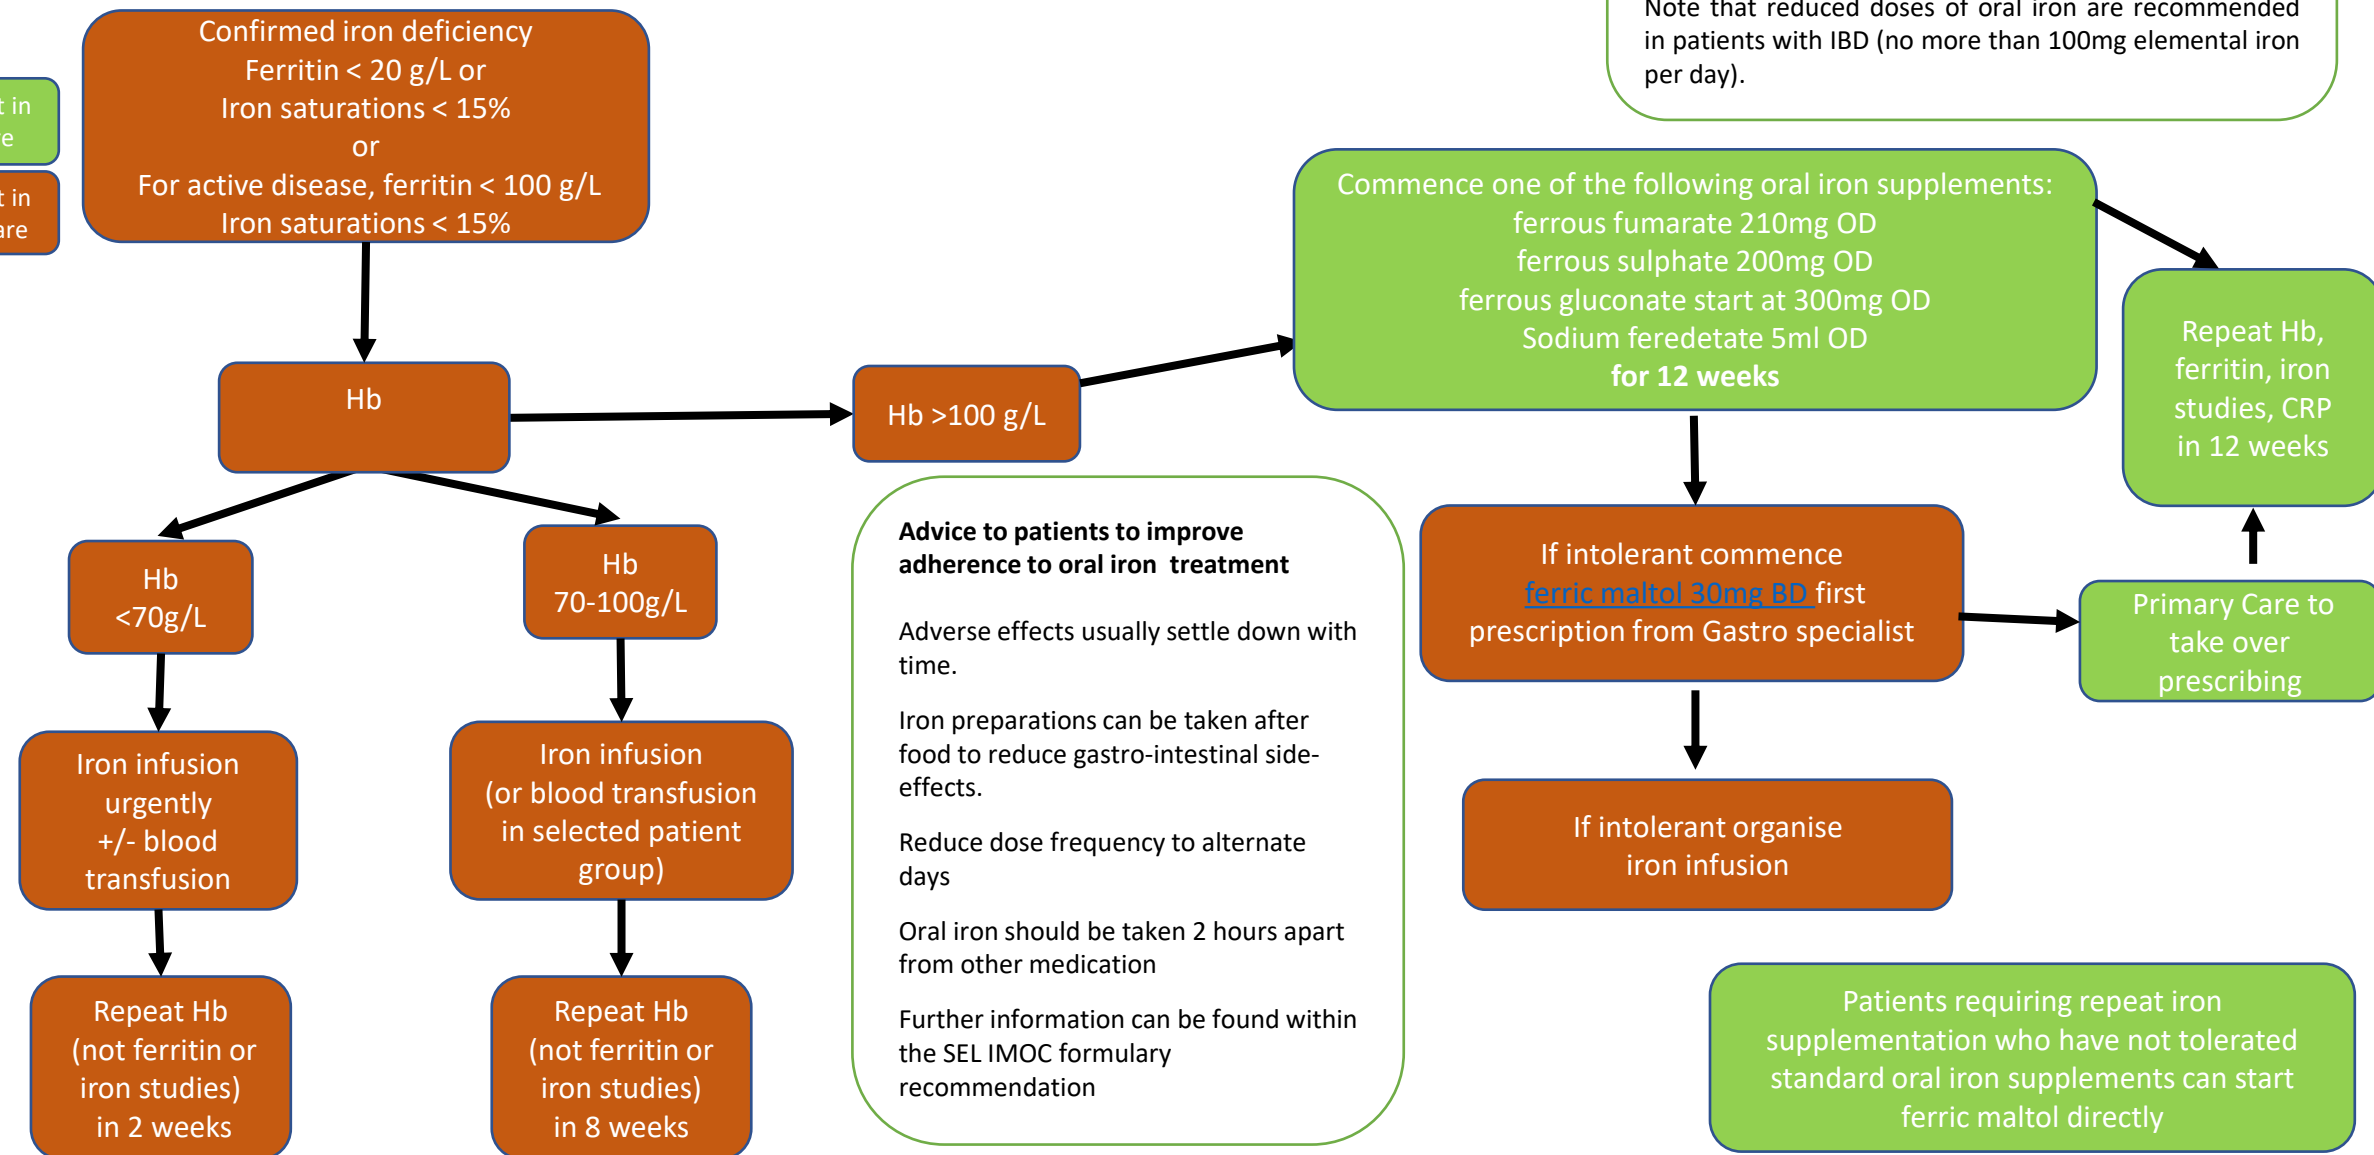 Note that reduced doses of oral iron are recommended
in patients with IBD (no more than 100mg elemental iron
per day).
Confirmed iron deficiency
Ferritin < 20 g/L or
Iron saturations < 15%
or
For active disease, ferritin < 100 g/L
Iron saturations < 15%
t in
e
t in
are
Commence one of the following oral iron supplements:
ferrous fumarate 210mg OD
ferrous sulphate 200mg OD
ferrous gluconate start at 300mg OD
Sodium feredetate 5ml OD
for 12 weeks
Repeat Hb,
ferritin, iron
studies, CRP
in 12 weeks
Hb
Hb >100 g/L
Hb
<70g/L
Hb
70-100g/L
Advice to patients to improve
adherence to oral iron treatment
Adverse effects usually settle down with
time.
Iron preparations can be taken after
food to reduce gastro-intestinal side-
effects.
Reduce dose frequency to alternate
days
Oral iron should be taken 2 hours apart
from other medication
Further information can be found within
the SEL IMOC formulary
recommendation
If intolerant commence
ferric maltol 30mg BD first
prescription from Gastro specialist
Primary Care to
take over
prescribing
Iron infusion
urgently
+/- blood
transfusion
Iron infusion
(or blood transfusion
in selected patient
group)
If intolerant organise
iron infusion
Repeat Hb
(not ferritin or
iron studies)
in 2 weeks
Repeat Hb
(not ferritin or
iron studies)
in 8 weeks
Patients requiring repeat iron
supplementation who have not tolerated
standard oral iron supplements can start
ferric maltol directly